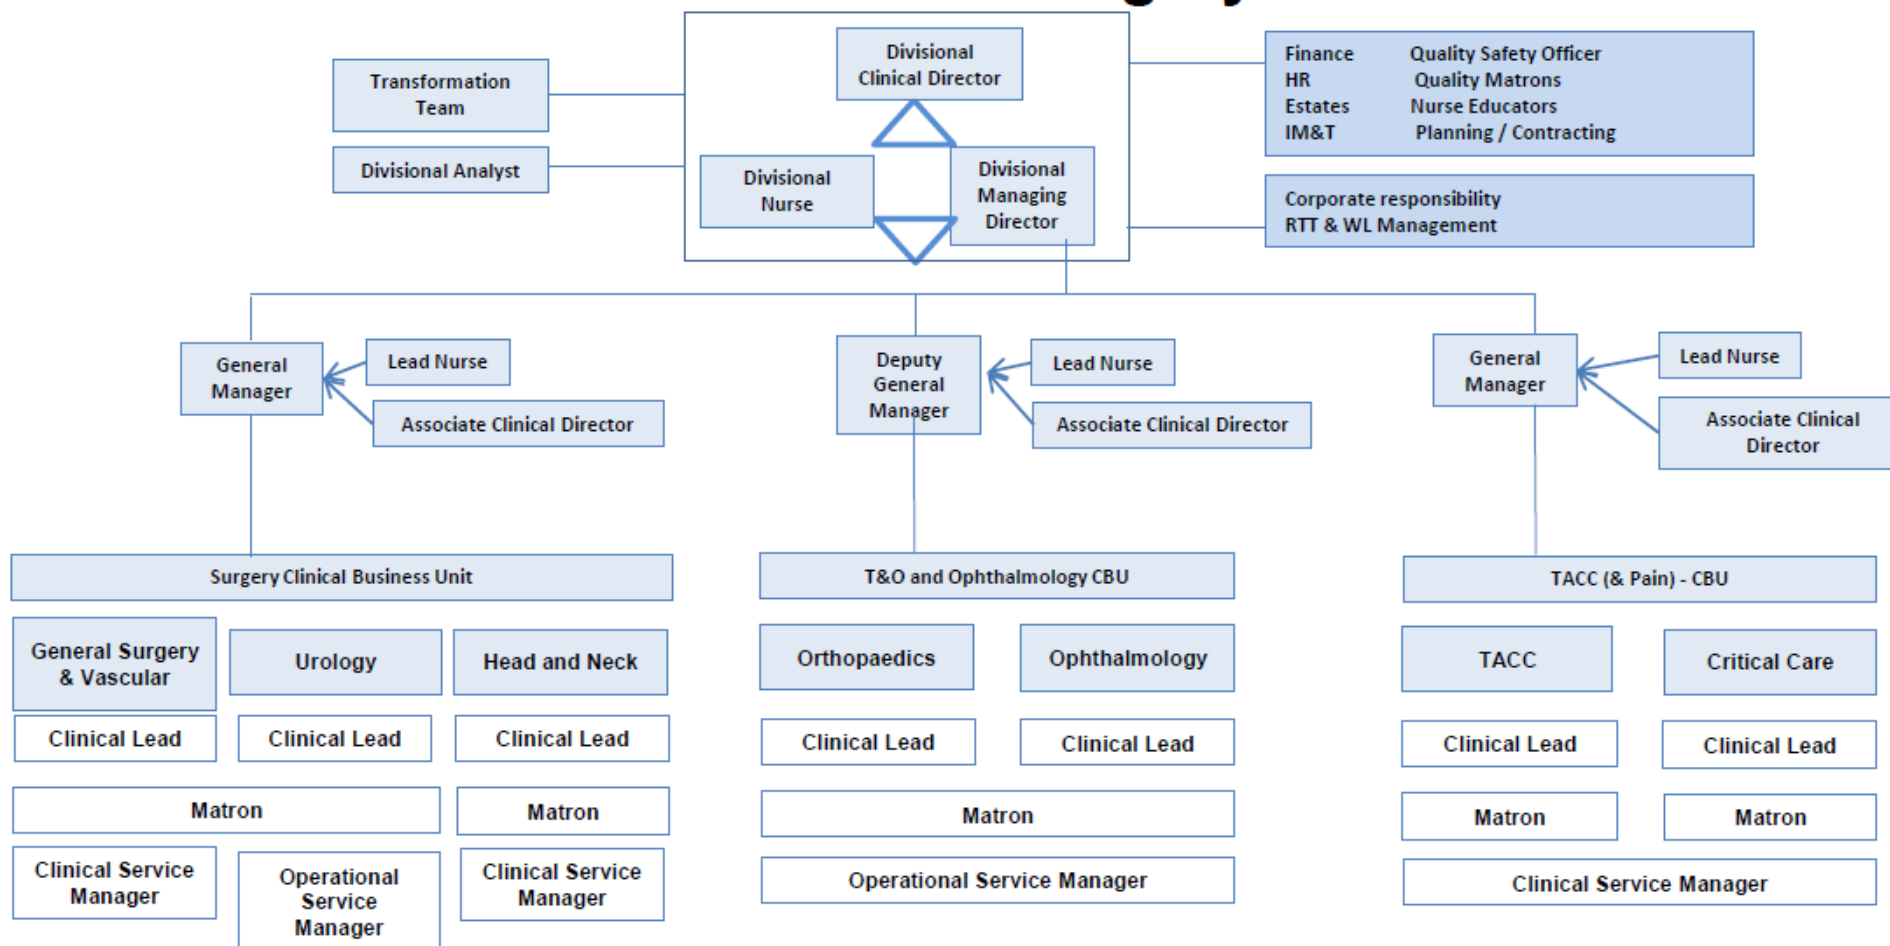 Divisional
Clinical Director
Transformation
Team
Divisional Analyst
Divisional
Nurse
Divisional
Managing
Director
Finance Quality Safety Officer
HR Quality Matrons
Estates Nurse Educators
IM&T Planning / Contracting
Corporate responsibility
RTT & WL Management
General
Manager
Lead Nurse
Associate Clinical Director
Deputy
General
Manager
Lead Nurse
Associate Clinical Director
General
Manager
Lead Nurse
Associate Clinical
Director
Surgery Clinical Business Unit
T&O and Ophthalmology CBU
TACC (& Pain) - CBU
General Surgery
& Vascular
Urology
Head and Neck
Orthopaedics
Ophthalmology
TACC
Critical Care
Clinical Lead
Clinical Lead
Clinical Lead
Clinical Lead
Clinical Lead
Clinical Lead
Clinical Lead
Matron
Matron
Matron
Matron
Matron
Clinical Service
Manager
Operational
Service
Manager
Clinical Service
Manager
Operational Service Manager
Clinical Service Manager